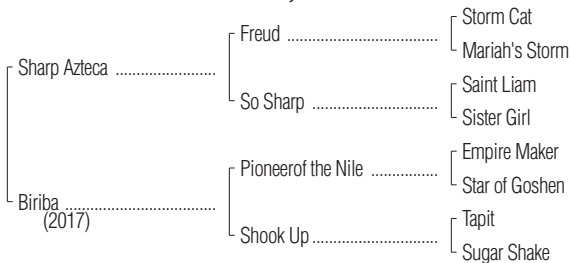 Storm Cat
Freud ........................................
Mariah's Storm
Sharp Azteca ..........................
Saint Liam
So Sharp ..................................
Sister Girl
Empire Maker
Pioneerof the Nile ..................
Star of Goshen
Biriba ................................
(2017)
Tapit
Shook Up .................................
Sugar Shake